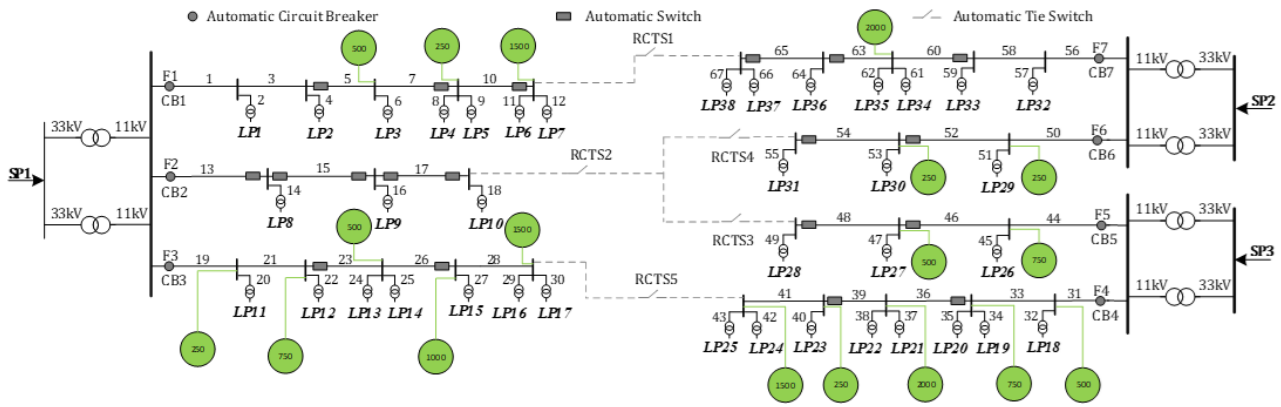 Automatic Circuit Breaker
Automatic Switch
Automatic Tie Switch
F1
1
3
5
7
10
500
250
1500
RCTS1
CB1
2
4
6
8
9
11
12
LP1
LP2
LP3
LP4
LP5
LP6
LP7
SP1
33kV
11kV
33kV
11kV
F2
13
15
17
RCTS2
CB2
14
16
18
LP8
LP9
LP10
F3
19
21
23
26
28
500
1500
RCTS5
CB3
20
22
24
25
27
29
30
LP11
LP12
LP13
LP14
LP15
LP16
LP17
250
750
1000
2000
65
63
60
58
56
F7
CB7
67
66
64
62
61
59
57
LP38
LP37
LP36
LP35
LP34
LP33
LP32
11kV
33kV
SP2
11kV
33kV
RCTS4
54
52
50
F6
CB6
55
53
51
LP31
LP30
LP29
250
250
RCTS3
48
46
44
F5
CB5
49
47
45
LP28
LP27
LP26
500
750
11kV
33kV
SP3
11kV
33kV
41
39
36
33
31
F4
CB4
43
42
40
38
37
35
34
32
LP25
LP24
LP23
LP22
LP21
LP20
LP19
LP18
1500
250
2000
750
500